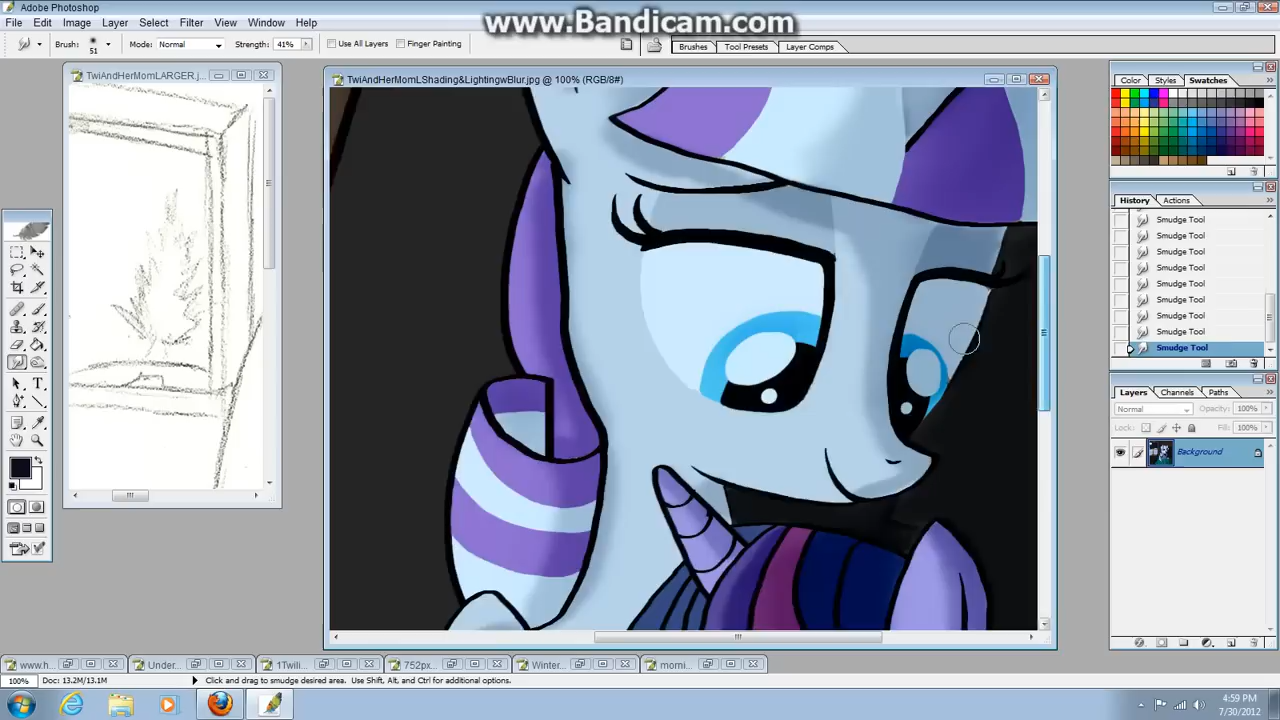 Adobe Photoshop
www.Bandicam.com
File Edit Image Layer Select Filter View Window Help
Brush: 51 Mode: Normal Strength: 41% Use All Layers Finger Painting Brushes Tool Presets Layer Comps
TwiAndHerMomLARGER.j...
TwiAndHerMomLShading&LightingwBlur.jpg @ 100% (RGB/8#)
Color Styles Swatches
History Actions
Smudge Tool
Smudge Tool
Smudge Tool
Smudge Tool
Smudge Tool
Smudge Tool
Smudge Tool
Smudge Tool
Smudge Tool
Layers Channels Paths
Normal Opacity: 100%
Lock: Fill: 100%
Background
T
www.h... Under... 1Twili... 752px... Winter... morni...
100% Doc: 13.2M/13.1M Click and drag to smudge desired area. Use Shift, Alt, and Ctrl for additional options.
4:59 PM
7/30/2012